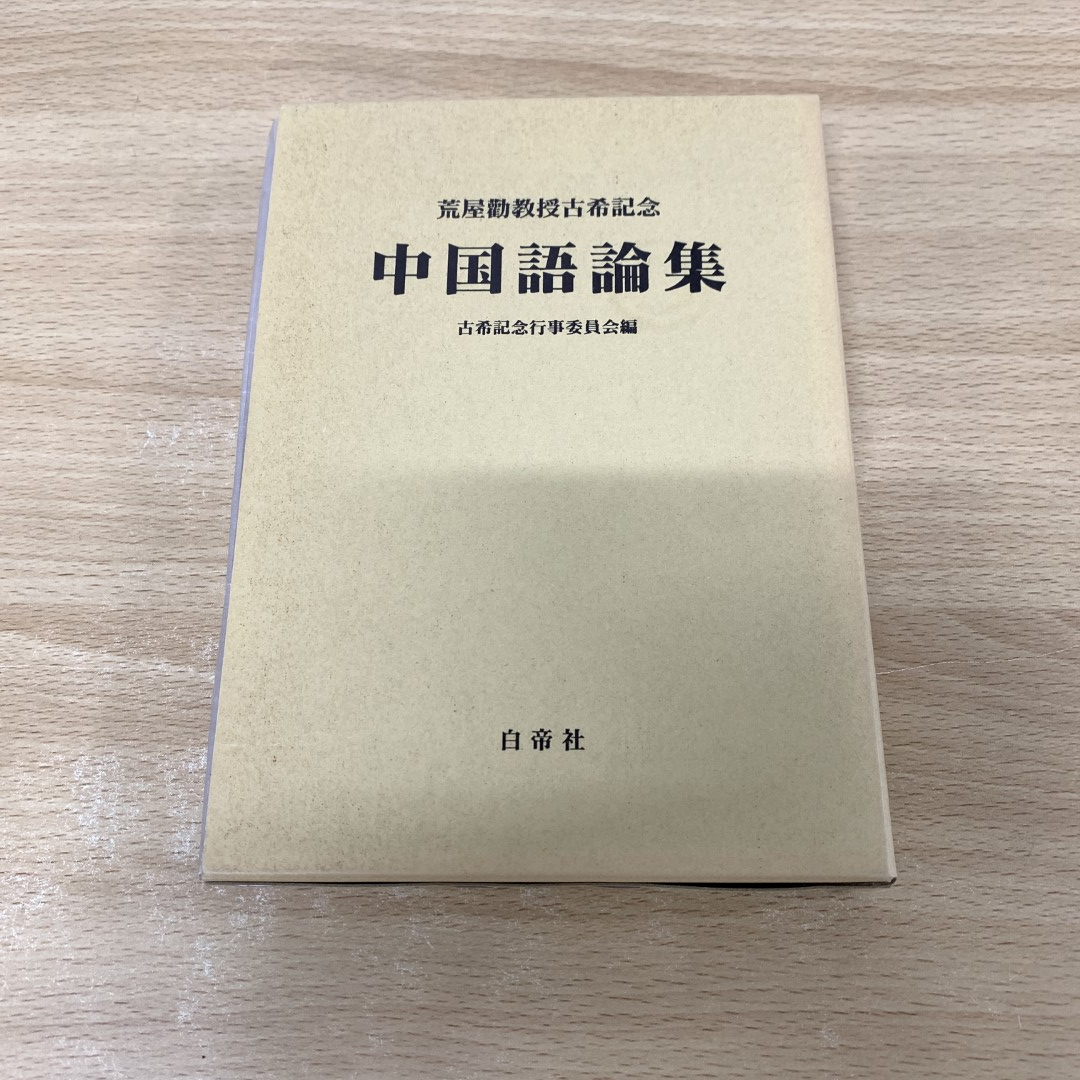 荒屋勸教授古希記念
中国語論集
古希記念行事委員会編
白帝社